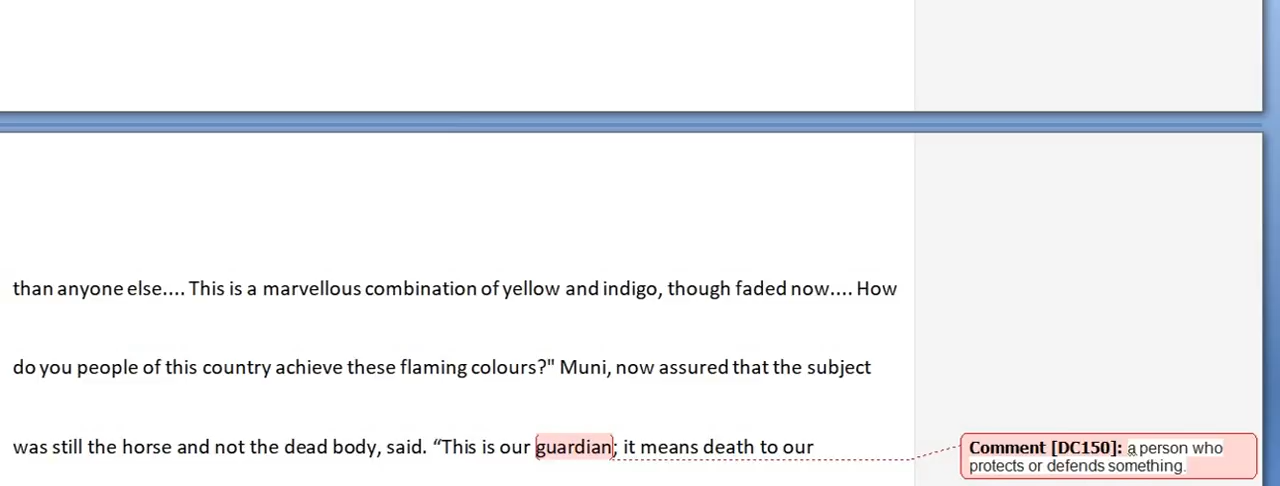 than anyone else.... This is a marvellous combination of yellow and indigo, though faded now.... How
do you people of this country achieve these flaming colours?" Muni, now assured that the subject
was still the horse and not the dead body, said. “This is our guardian; it means death to our
Comment [DC150]: a person who
protects or defends something.